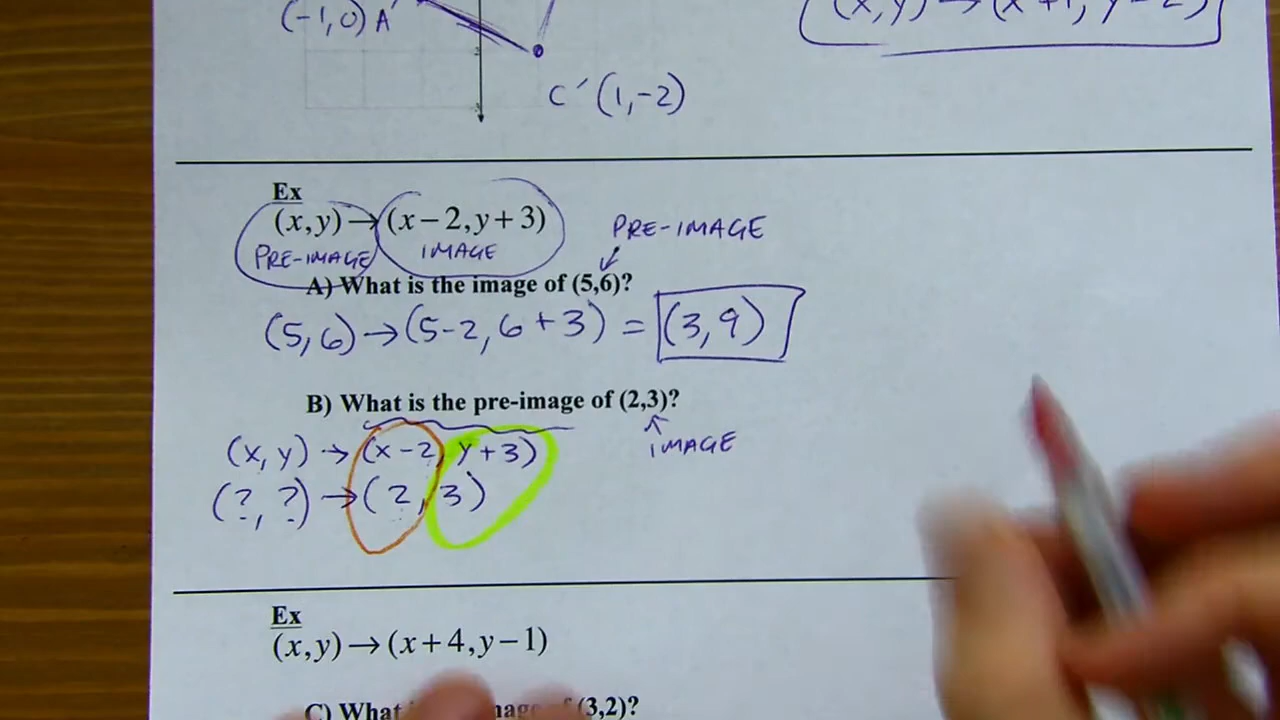 (-1,0) A'
(x,y) → (x+1, y-2)
C'(1,-2)
Ex
(x,y)→(x-2,y+3)
PRE-IMAGE IMAGE
PRE-IMAGE
A) What is the image of (5,6)?
(5,6)→(5-2,6+3) = (3,9)
B) What is the pre-image of (2,3)?
IMAGE
(x,y)→(x-2, y+3)
(?,?)→(2,3)
Ex
(x,y)→(x+4,y-1)
C) What (3,2)?